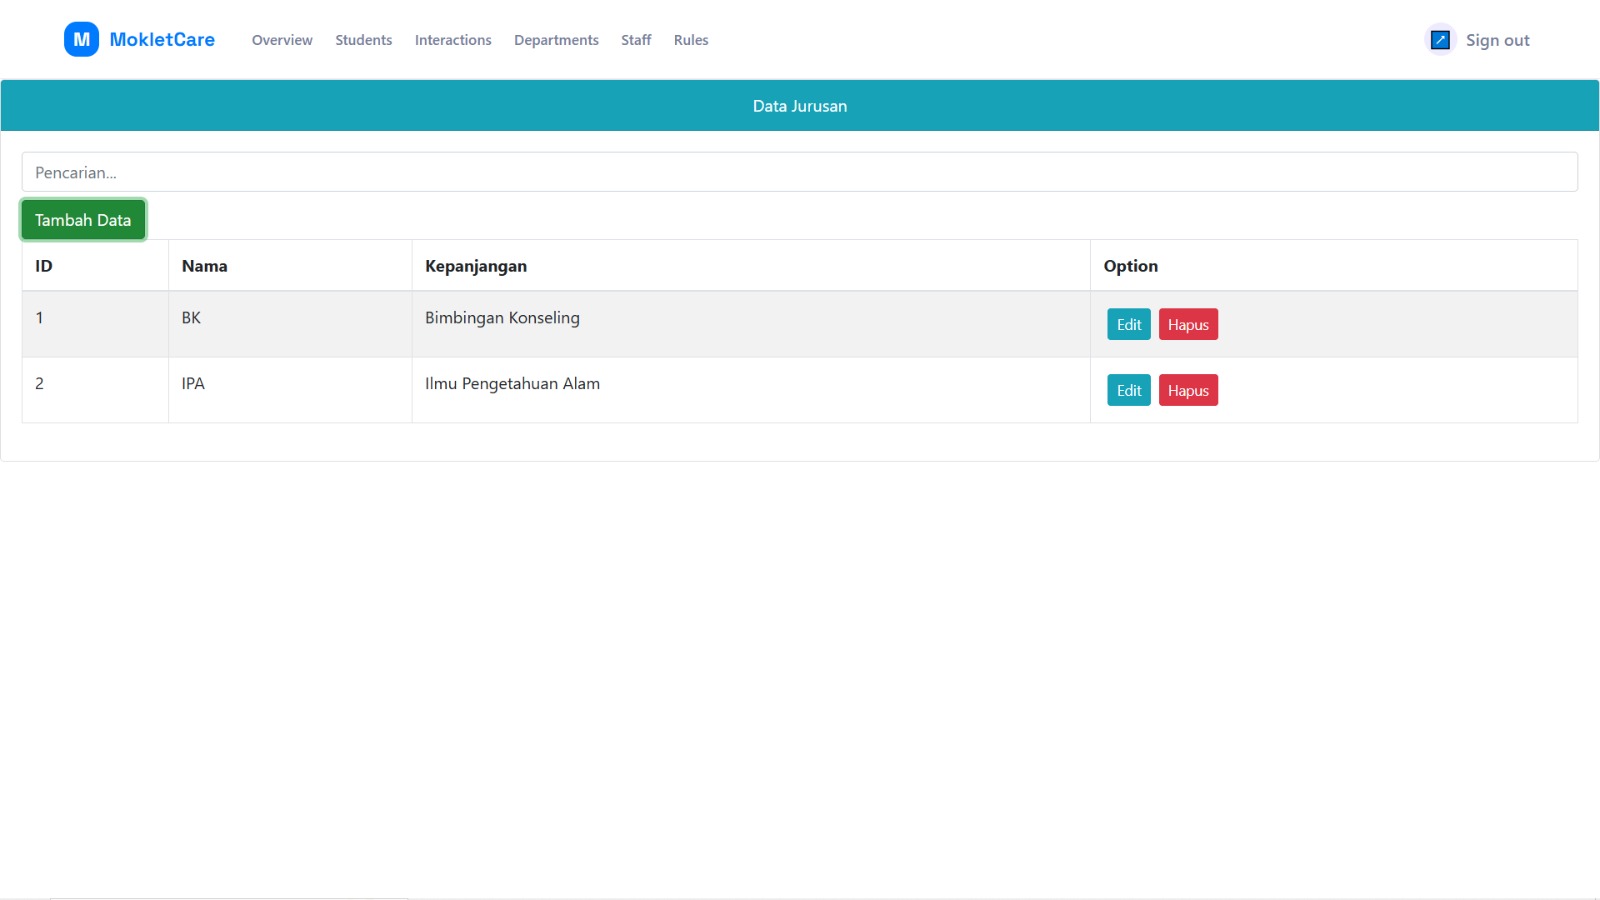 M MokletCare Overview Students Interactions Departments Staff Rules Sign out
Data Jurusan
Pencarian...
Tambah Data
ID Nama Kepanjangan Option
1 BK Bimbingan Konseling Edit Hapus
2 IPA Ilmu Pengetahuan Alam Edit Hapus